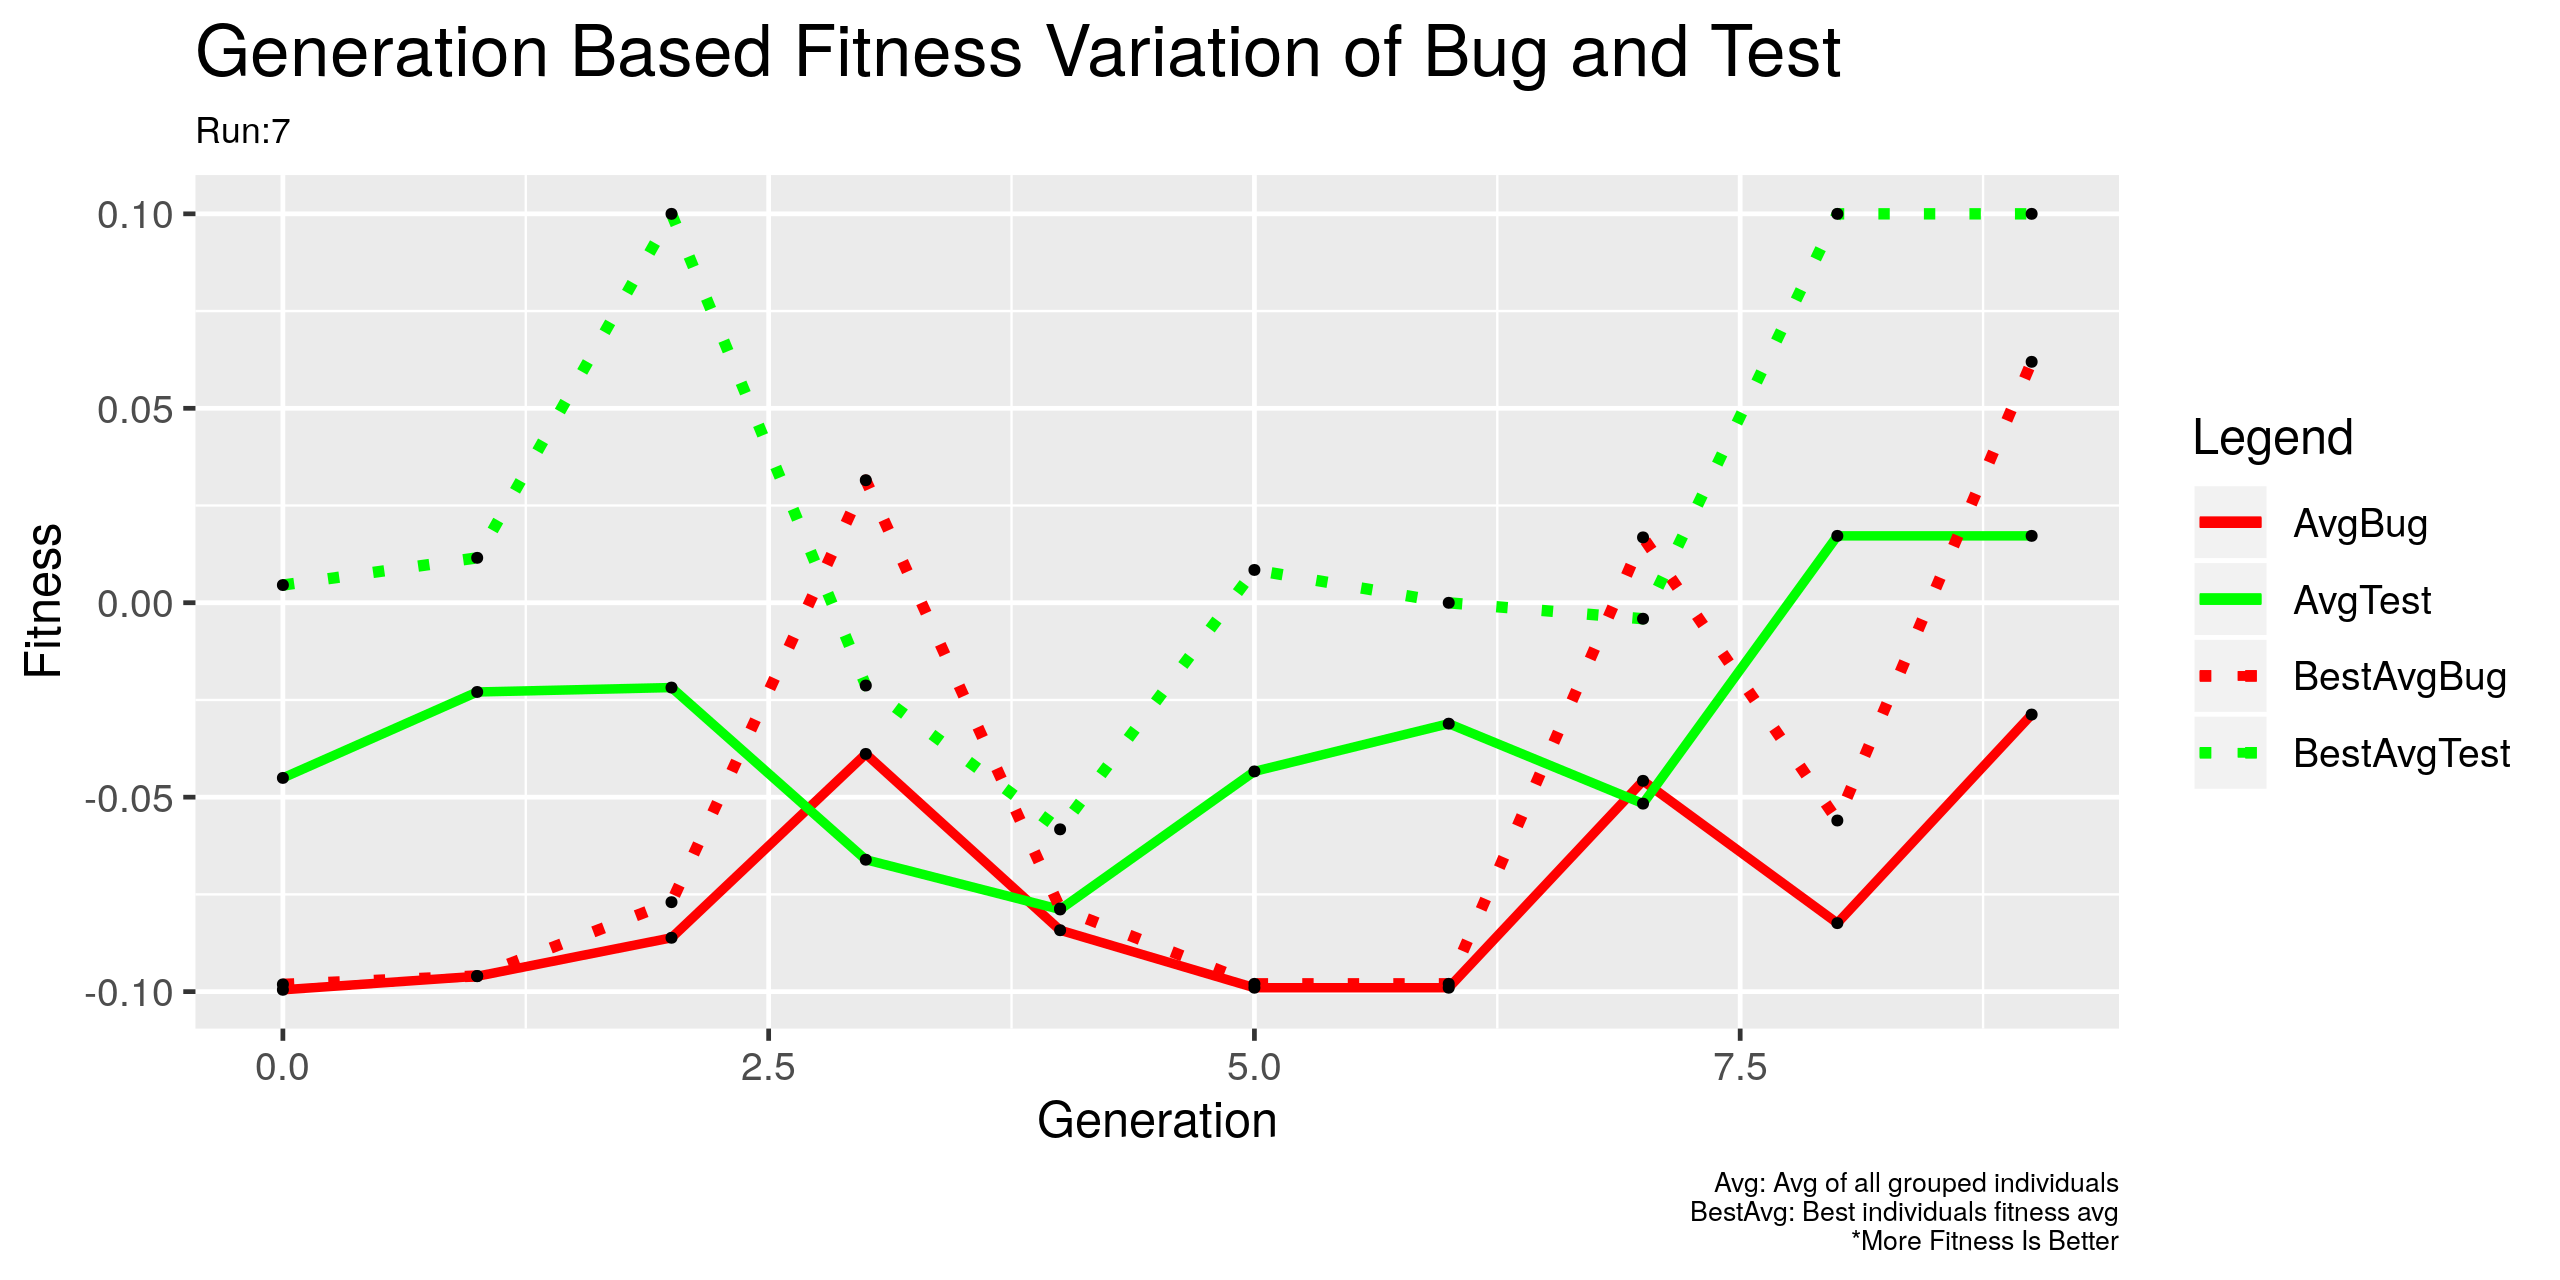 Generation Based Fitness Variation of Bug and Test
Run:7
Fitness
0.10
0.05
0.00
-0.05
-0.10
0.0 2.5 5.0 7.5
Generation
Legend
AvgBug
AvgTest
BestAvgBug
BestAvgTest
Avg: Avg of all grouped individuals
BestAvg: Best individuals fitness avg
*More Fitness Is Better